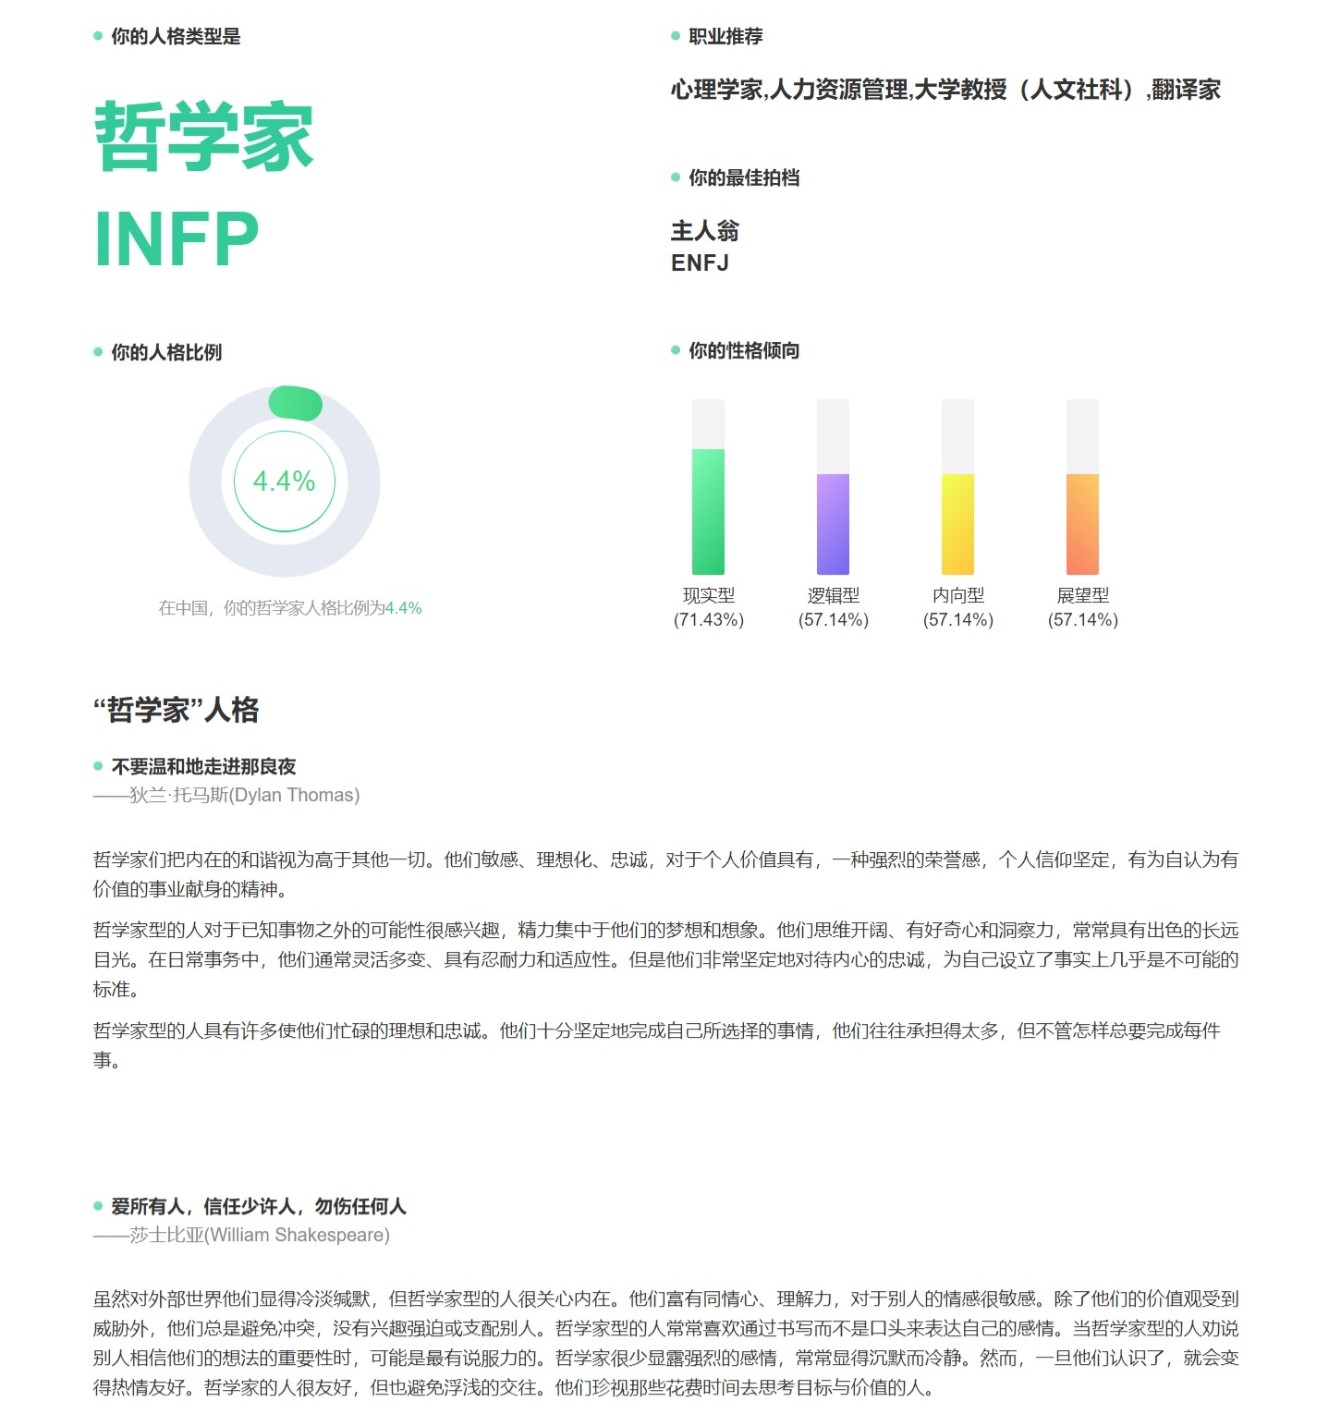 你的人格类型是
哲学家
INFP
职业推荐
心理学家,人力资源管理,大学教授（人文社科）,翻译家
你的最佳拍档
主人翁
ENFJ
你的人格比例
4.4%
在中国，你的哲学家人格比例为4.4%
你的性格倾向
现实型
(71.43%)
逻辑型
(57.14%)
内向型
(57.14%)
展望型
(57.14%)
“哲学家”人格
不要温和地走进那良夜
——狄兰·托马斯(Dylan Thomas)
哲学家们把内在的和谐视为高于其他一切。他们敏感、理想化、忠诚，对于个人价值具有，一种强烈的荣誉感，个人信仰坚定，有为自认为有
价值的事业献身的精神。
哲学家型的人对于已知事物之外的可能性很感兴趣，精力集中于他们的梦想和想象。他们思维开阔、有好奇心和洞察力，常常具有出色的长远
目光。在日常事务中，他们通常灵活多变、具有忍耐力和适应性。但是他们非常坚定地对待内心的忠诚，为自己设立了事实上几乎是不可能的
标准。
哲学家型的人具有许多使他们忙碌的理想和忠诚。他们十分坚定地完成自己所选择的事情，他们往往承担得太多，但不管怎样总要完成每件
事。
爱所有人，信任少许人，勿伤任何人
——莎士比亚(William Shakespeare)
虽然对外部世界他们显得冷淡缄默，但哲学家型的人很关心内在。他们富有同情心、理解力，对于别人的情感很敏感。除了他们的价值观受到
威胁外，他们总是避免冲突，没有兴趣强迫或支配别人。哲学家型的人常常喜欢通过书写而不是口头来表达自己的感情。当哲学家型的人劝说
别人相信他们的想法的重要性时，可能是最有说服力的。哲学家很少显露强烈的感情，常常显得沉默而冷静。然而，一旦他们认识了，就会变
得热情友好。哲学家的人很友好，但也避免浮浅的交往。他们珍视那些花费时间去思考目标与价值的人。